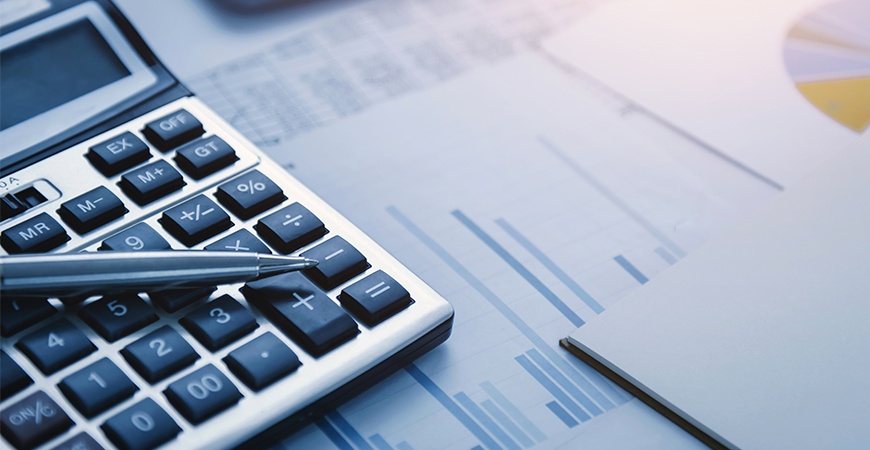 OFF
EX
GT
M+
%
M-
+/-
÷
MR
9
×
−
=
5
3
+
4
2
.
1
00
ON/C
0